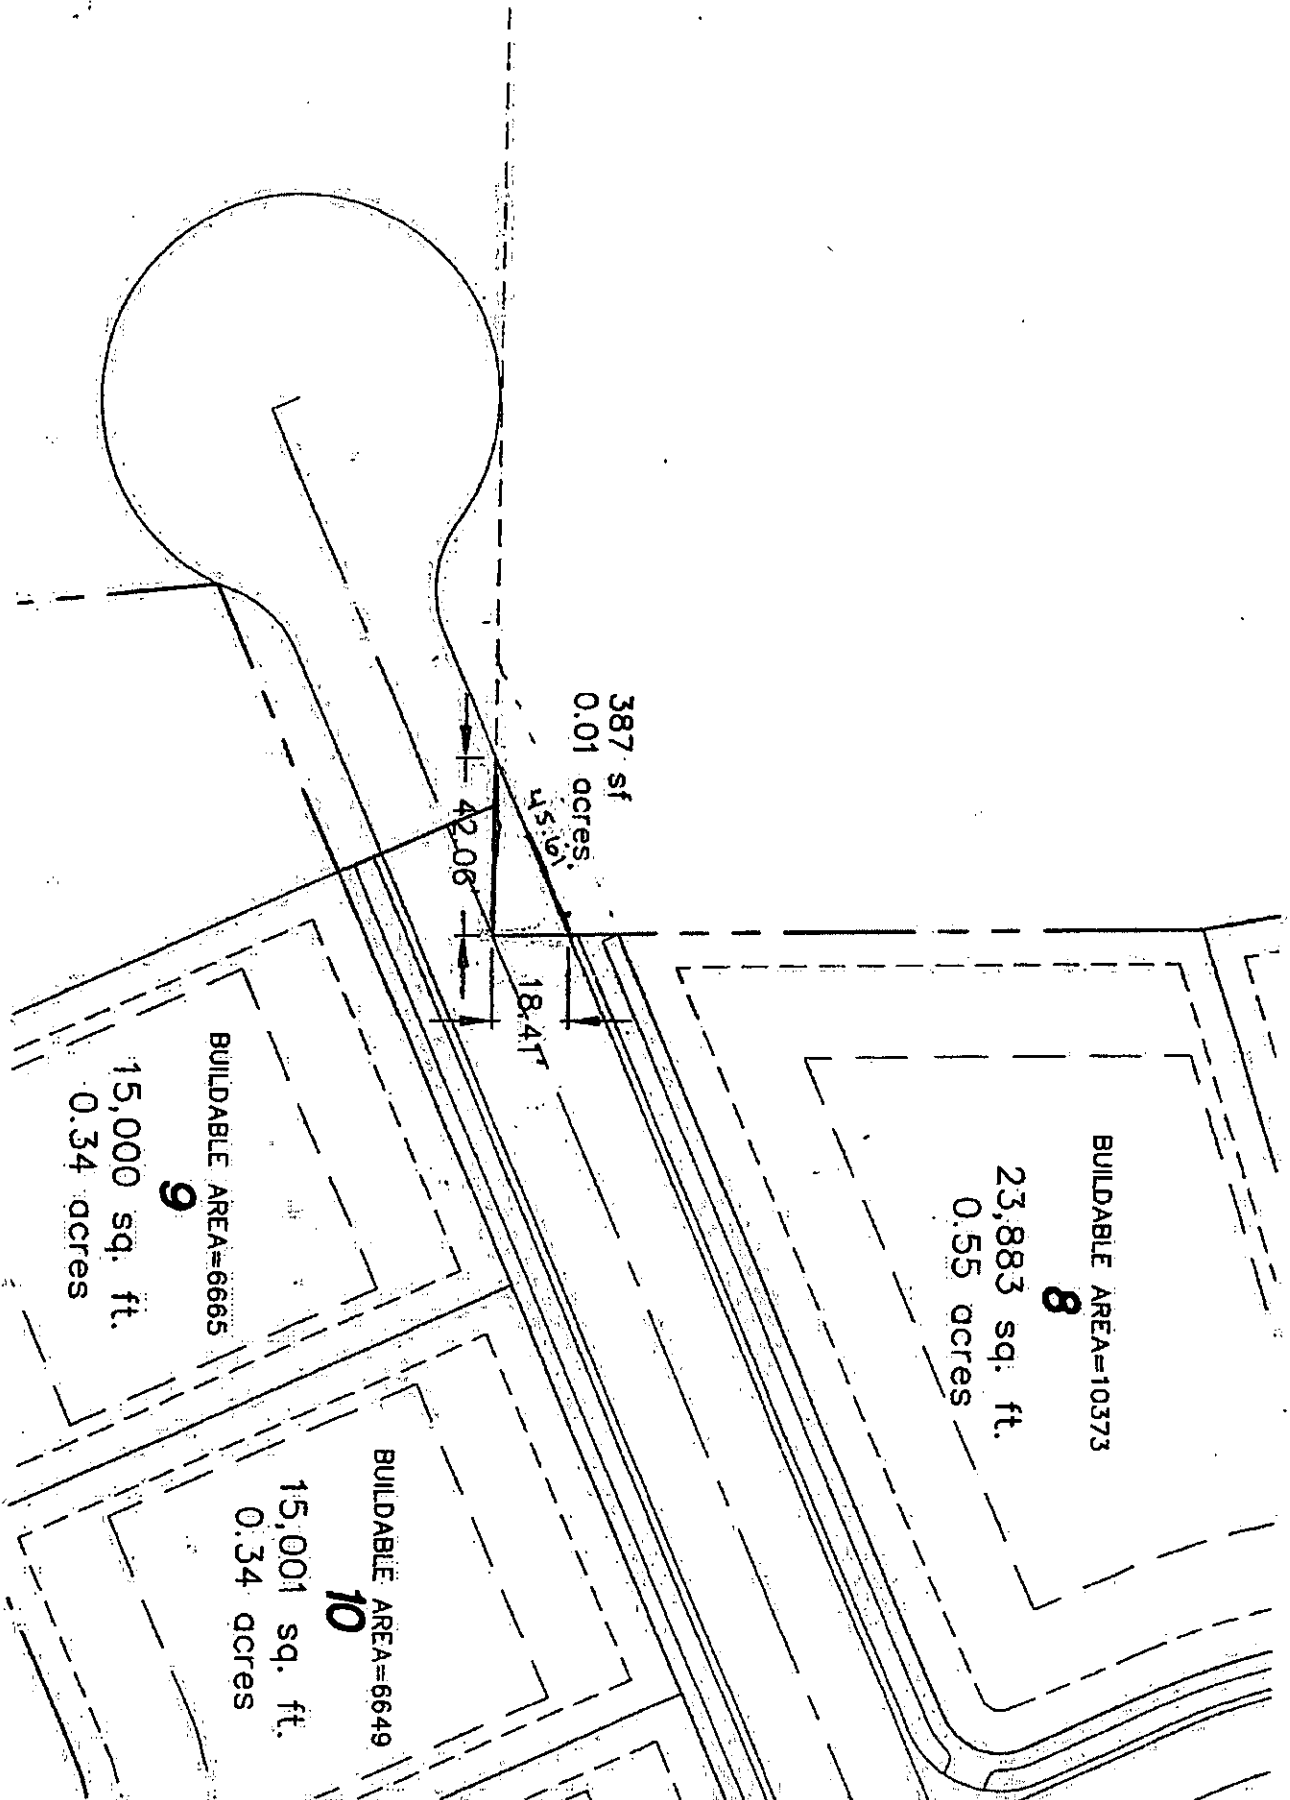 387 sf
0.01 acres
45.61'
42.06'
18.41'
BUILDABLE AREA=10373
8
23,883 sq. ft.
0.55 acres
BUILDABLE AREA=6665
9
15,000 sq. ft.
0.34 acres
BUILDABLE AREA=6649
10
15,001 sq. ft.
0.34 acres